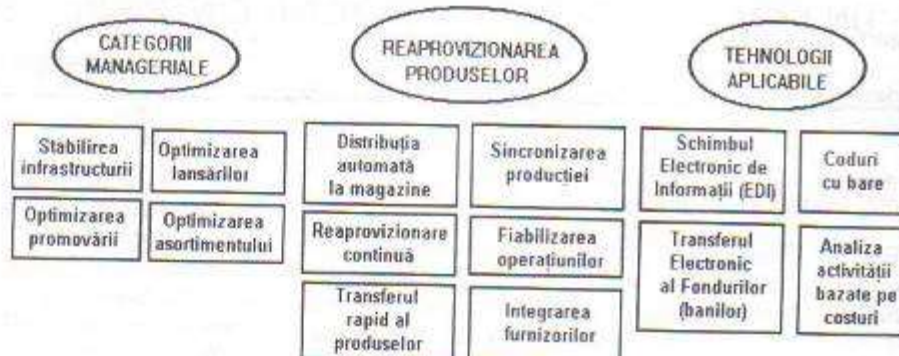 CATEGORII
MANAGERIALE
REAPROVIZIONAREA
PRODUSELOR
TEHNOLOGII
APLICABILE
Stabilirea
infrastructurii
Optimizarea
lansărilor
Optimizarea
promovării
Optimizarea
asortimentului
Distribuția
automată
la magazine
Sincronizarea
producției
Reaprovizionare
continuă
Fiabilizarea
operațiunilor
Transferul
rapid al
produselor
Integrarea
furnizorilor
Schimbul
Electronic de
Informații (EDI)
Coduri
cu bare
Transferul
Electronic
al Fondurilor
(banilor)
Analiza
activității
bazate pe
costuri